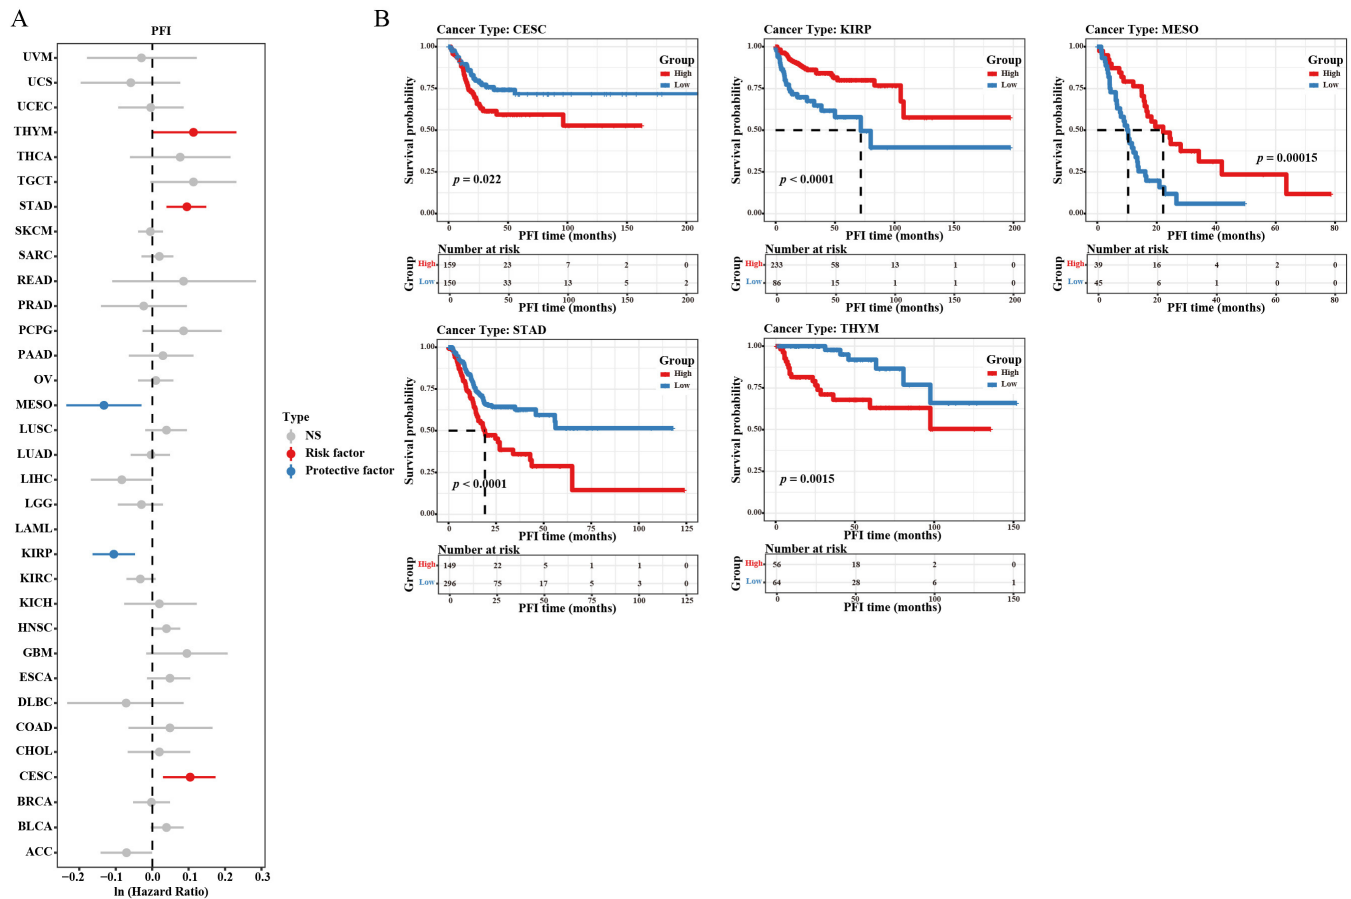 A
PFI
UVM
UCS
UCEC
THYM
THCA
TGCT
STAD
SKCM
SARC
READ
PRAD
PCPG
PAAD
OV
MESO
LUSC
LUAD
LIHC
LGG
LAML
KIRP
KIRC
KICH
HNSC
GBM
ESCA
DLBC
COAD
CHOL
CESC
BRCA
BLCA
ACC
−0.2 −0.1 0.0 0.1 0.2 0.3
ln (Hazard Ratio)
Type
NS
Risk factor
Protective factor
B
Cancer Type: CESC
Survival probability
1.00
0.75
0.50
0.25
0.00
Group
High
Low
p = 0.022
0 50 100 150 200
PFI time (months)
Number at risk
Group
High 159 23 7 2 0
Low 150 33 13 5 2
0 50 100 150 200
PFI time (months)
Cancer Type: KIRP
Survival probability
1.00
0.75
0.50
0.25
0.00
Group
High
Low
p < 0.0001
0 50 100 150 200
PFI time (months)
Number at risk
Group
High 233 58 13 1 0
Low 86 15 1 1 0
0 50 100 150 200
PFI time (months)
Cancer Type: MESO
Survival probability
1.00
0.75
0.50
0.25
0.00
Group
High
Low
p = 0.00015
0 20 40 60 80
PFI time (months)
Number at risk
Group
High 39 16 4 2 0
Low 45 6 1 0 0
0 20 40 60 80
PFI time (months)
Cancer Type: STAD
Survival probability
1.00
0.75
0.50
0.25
0.00
Group
High
Low
p < 0.0001
0 25 50 75 100 125
PFI time (months)
Number at risk
Group
High 149 22 5 1 1 0
Low 296 75 17 5 3 0
0 25 50 75 100 125
PFI time (months)
Cancer Type: THYM
Survival probability
1.00
0.75
0.50
0.25
0.00
Group
High
Low
p = 0.0015
0 50 100 150
PFI time (months)
Number at risk
Group
High 56 18 2 0
Low 64 28 6 1
0 50 100 150
PFI time (months)